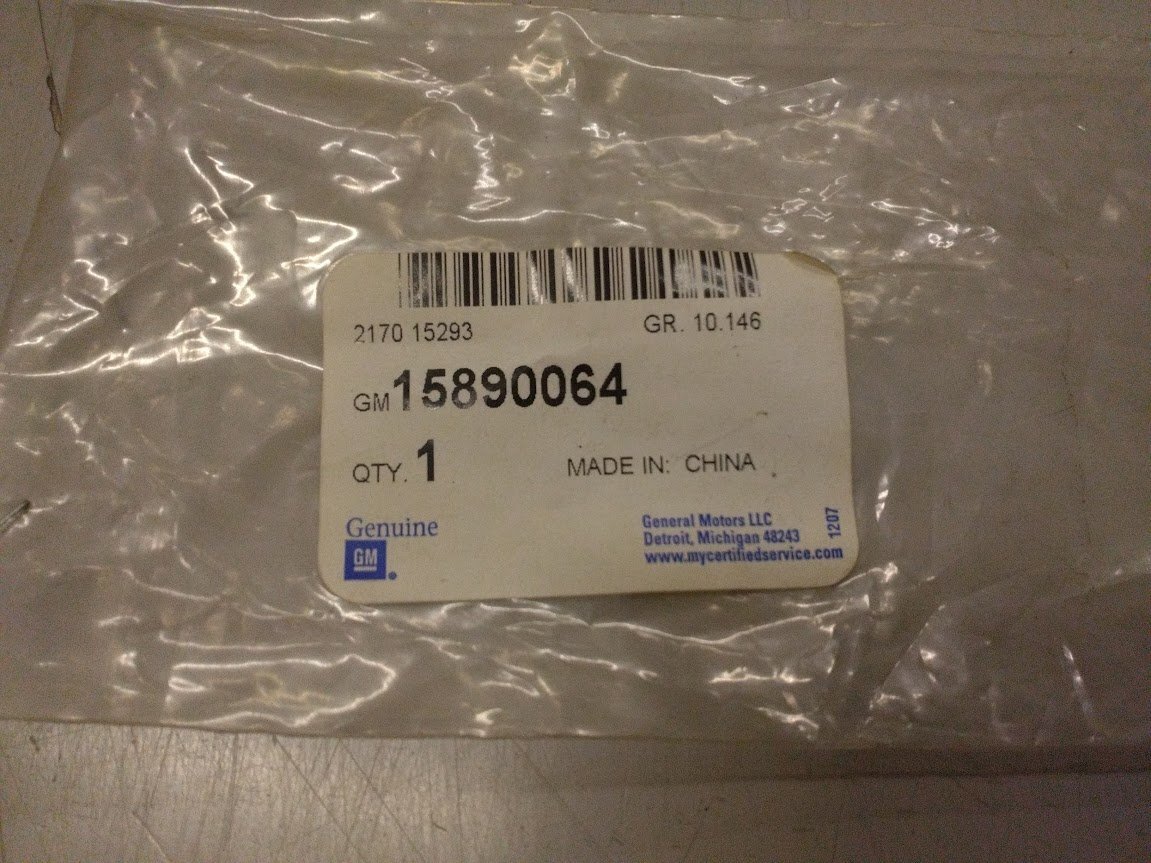 2170 15293 GR. 10.146
GM 15890064
QTY. 1 MADE IN: CHINA
Genuine
GM
General Motors LLC
Detroit, Michigan 48243
www.mycertifiedservice.com
1207